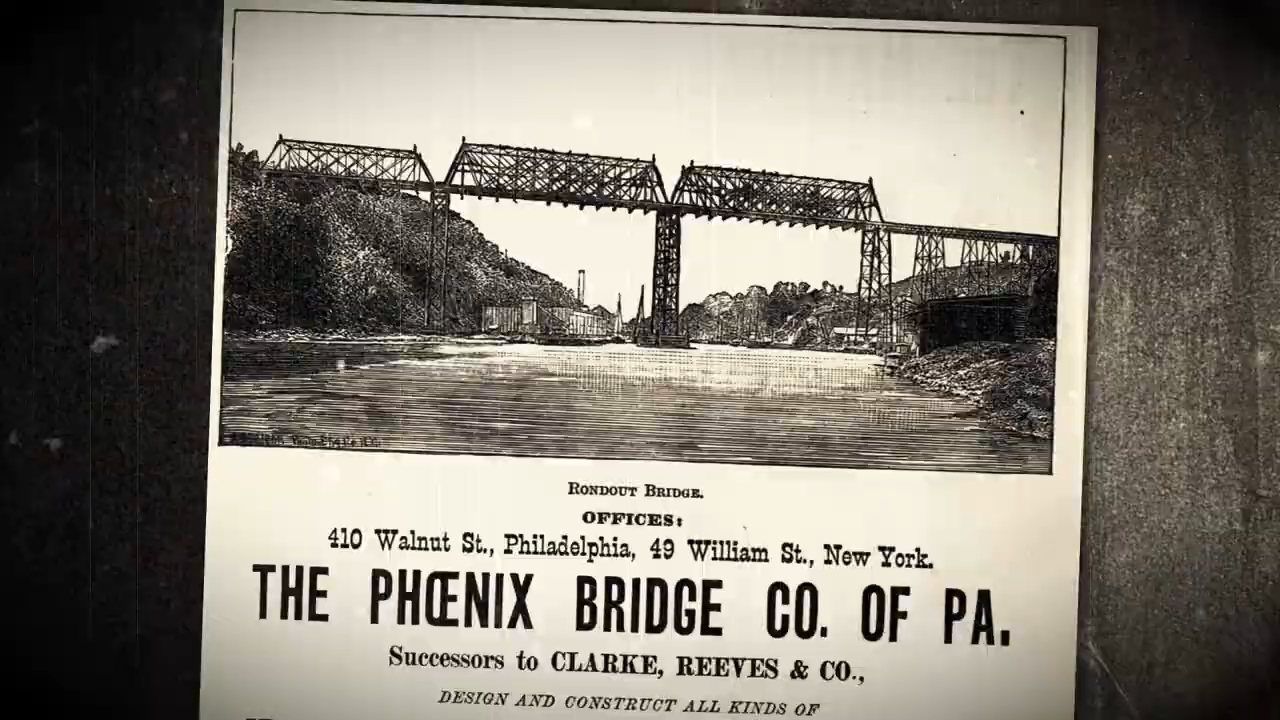 RONDOUT BRIDGE.
OFFICES:
410 Walnut St., Philadelphia, 49 William St., New York.
THE PHŒNIX BRIDGE CO. OF PA.
Successors to CLARKE, REEVES & CO.,
DESIGN AND CONSTRUCT ALL KINDS OF